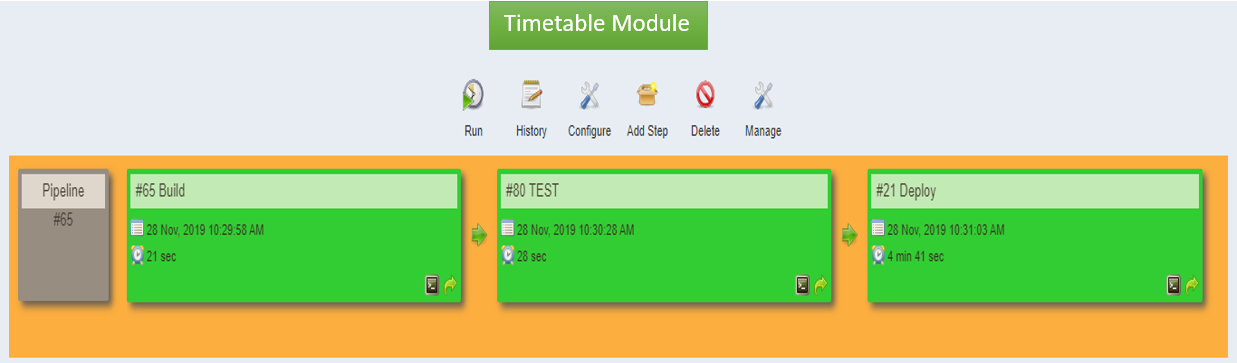 Timetable Module
Run History Configure Add Step Delete Manage
Pipeline
#65
#65 Build
28 Nov, 2019 10:29:58 AM
21 sec
#80 TEST
28 Nov, 2019 10:30:28 AM
28 sec
#21 Deploy
28 Nov, 2019 10:31:03 AM
4 min 41 sec